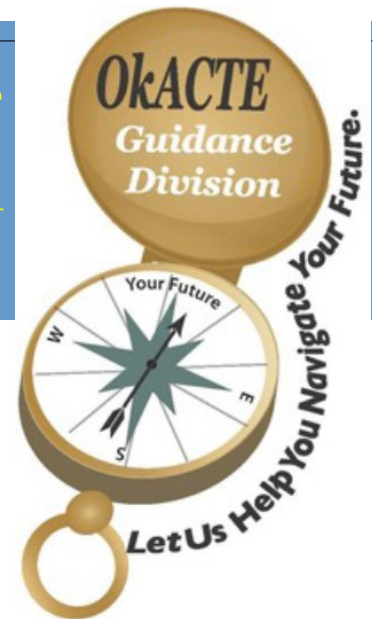 OkACTE
Guidance
Division
Your Future
W
E
S
Let Us Help You Navigate Your Future.